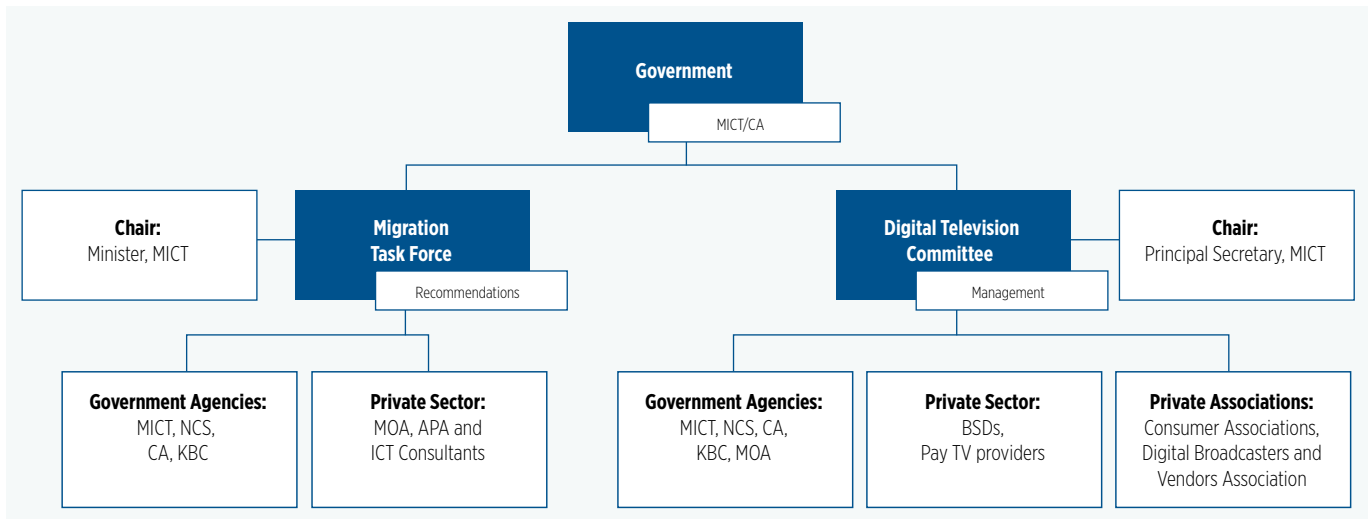 Government
MICT/CA
Chair:
Minister, MICT
Migration
Task Force
Recommendations
Digital Television
Committee
Management
Chair:
Principal Secretary, MICT
Government Agencies:
MICT, NCS,
CA, KBC
Private Sector:
MOA, APA and
ICT Consultants
Government Agencies:
MICT, NCS, CA,
KBC, MOA
Private Sector:
BSDs,
Pay TV providers
Private Associations:
Consumer Associations,
Digital Broadcasters and
Vendors Association